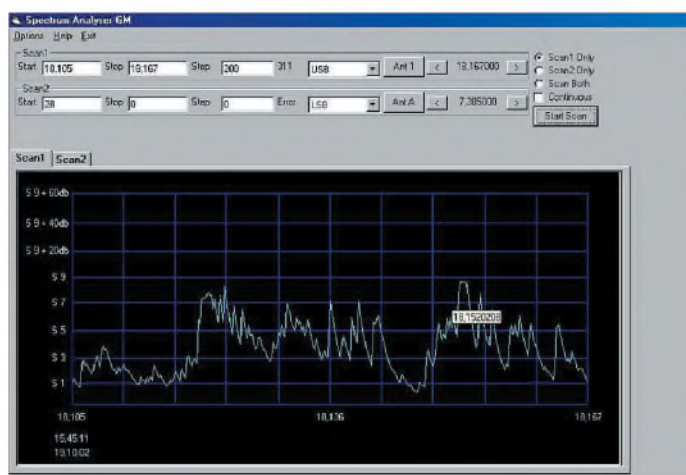 Spectrum Analyser GM
Options Help Exit
Scan1
Start 18,105 Stop 18,167 Step 200 311 USB Ant 1 < 18,167000 >
Scan2
Start 28 Stop 0 Step 0 Error LSB Ant A < 7,385000 >
Scan1 Only
Scan2 Only
Scan Both
Continuous
Start Scan
Scan1 Scan2
S 9 + 60db
S 9 + 40db
S 9 + 20db
S 9
S 7
S 5
S 3
S 1
18,1520208
18,105 18,136 18,167
15:45:11
19,10,02